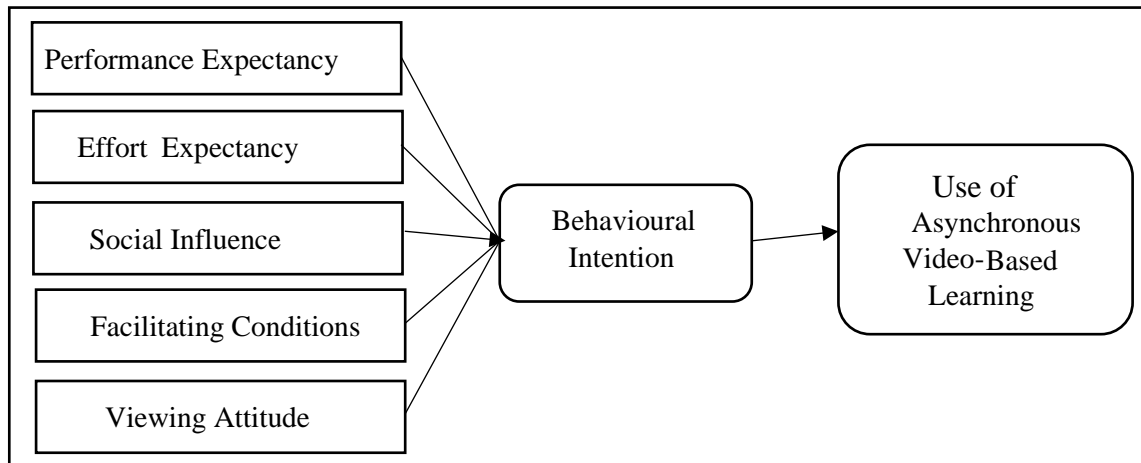 Performance Expectancy
Effort Expectancy
Social Influence
Facilitating Conditions
Viewing Attitude
Behavioural
Intention
Use of
Asynchronous
Video-Based
Learning